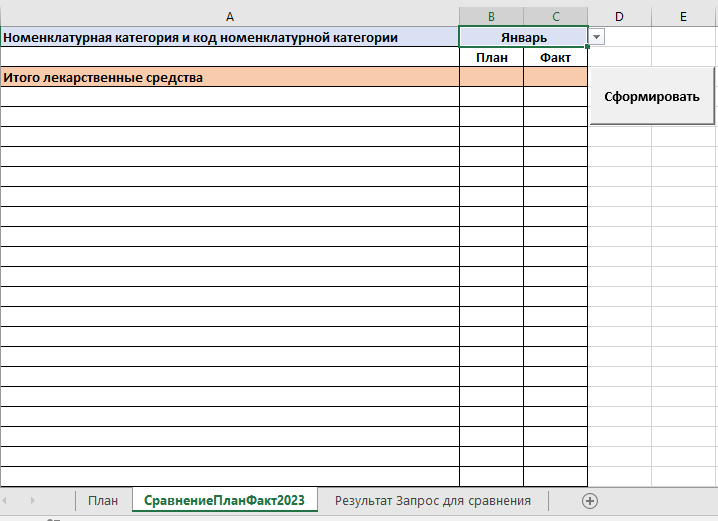 A B C D E
Номенклатурная категория и код номенклатурной категории Январь
План Факт
Итого лекарственные средства
Сформировать
План СравнениеПланФакт2023 Результат Запрос для сравнения